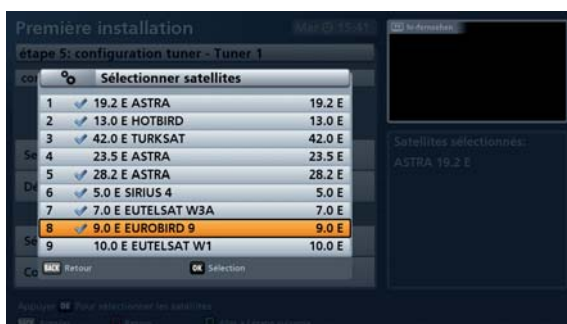 Première installation
Mar 15:41
étape 5: configuration tuner - Tuner 1
Sélectionner satellites
1 19.2 E ASTRA 19.2 E
2 13.0 E HOTBIRD 13.0 E
3 42.0 E TURKSAT 42.0 E
4 23.5 E ASTRA 23.5 E
5 28.2 E ASTRA 28.2 E
6 5.0 E SIRIUS 4 5.0 E
7 7.0 E EUTELSAT W3A 7.0 E
8 9.0 E EUROBIRD 9 9.0 E
9 10.0 E EUTELSAT W1 10.0 E
BACK Retour OK Sélection
Satellites sélectionnés:
ASTRA 19.2 E
Appuyer OK Pour sélectionner les satellites